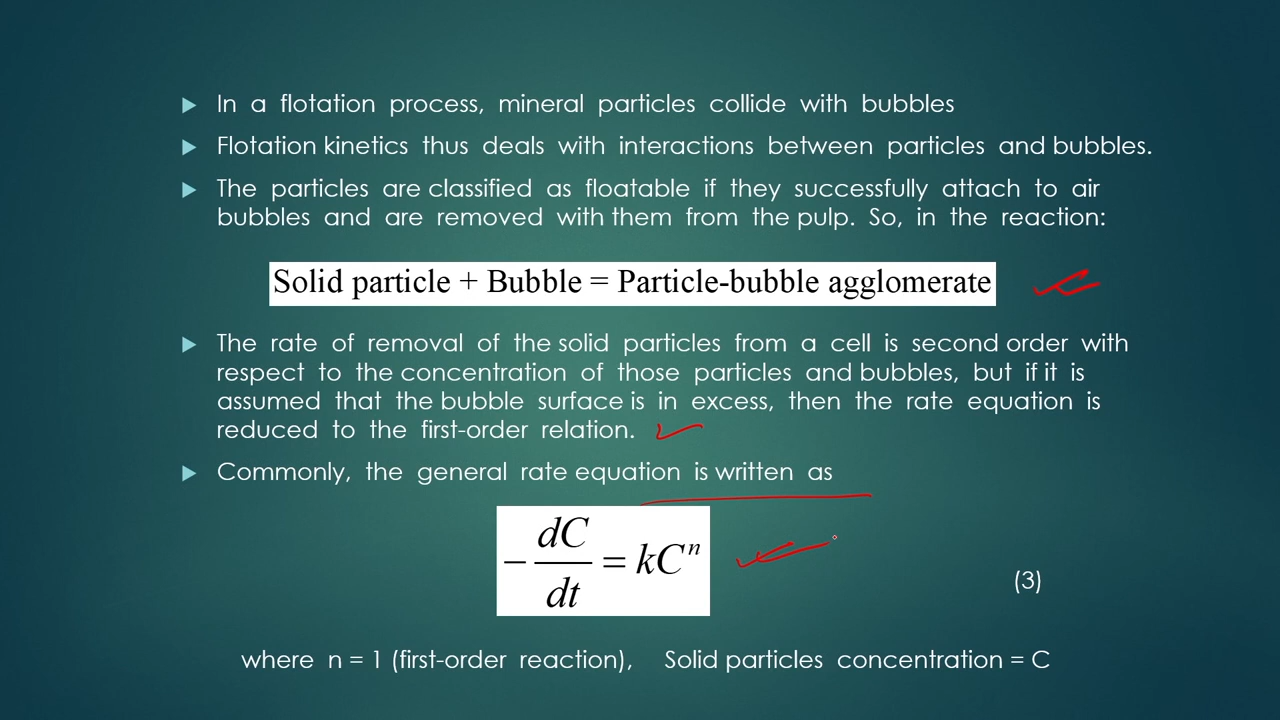 In a flotation process, mineral particles collide with bubbles
Flotation kinetics thus deals with interactions between particles and bubbles.
The particles are classified as floatable if they successfully attach to air
bubbles and are removed with them from the pulp. So, in the reaction:
Solid particle + Bubble = Particle-bubble agglomerate
The rate of removal of the solid particles from a cell is second order with
respect to the concentration of those particles and bubbles, but if it is
assumed that the bubble surface is in excess, then the rate equation is
reduced to the first-order relation.
Commonly, the general rate equation is written as
− dC/dt = kCⁿ
(3)
where n = 1 (first-order reaction), Solid particles concentration = C